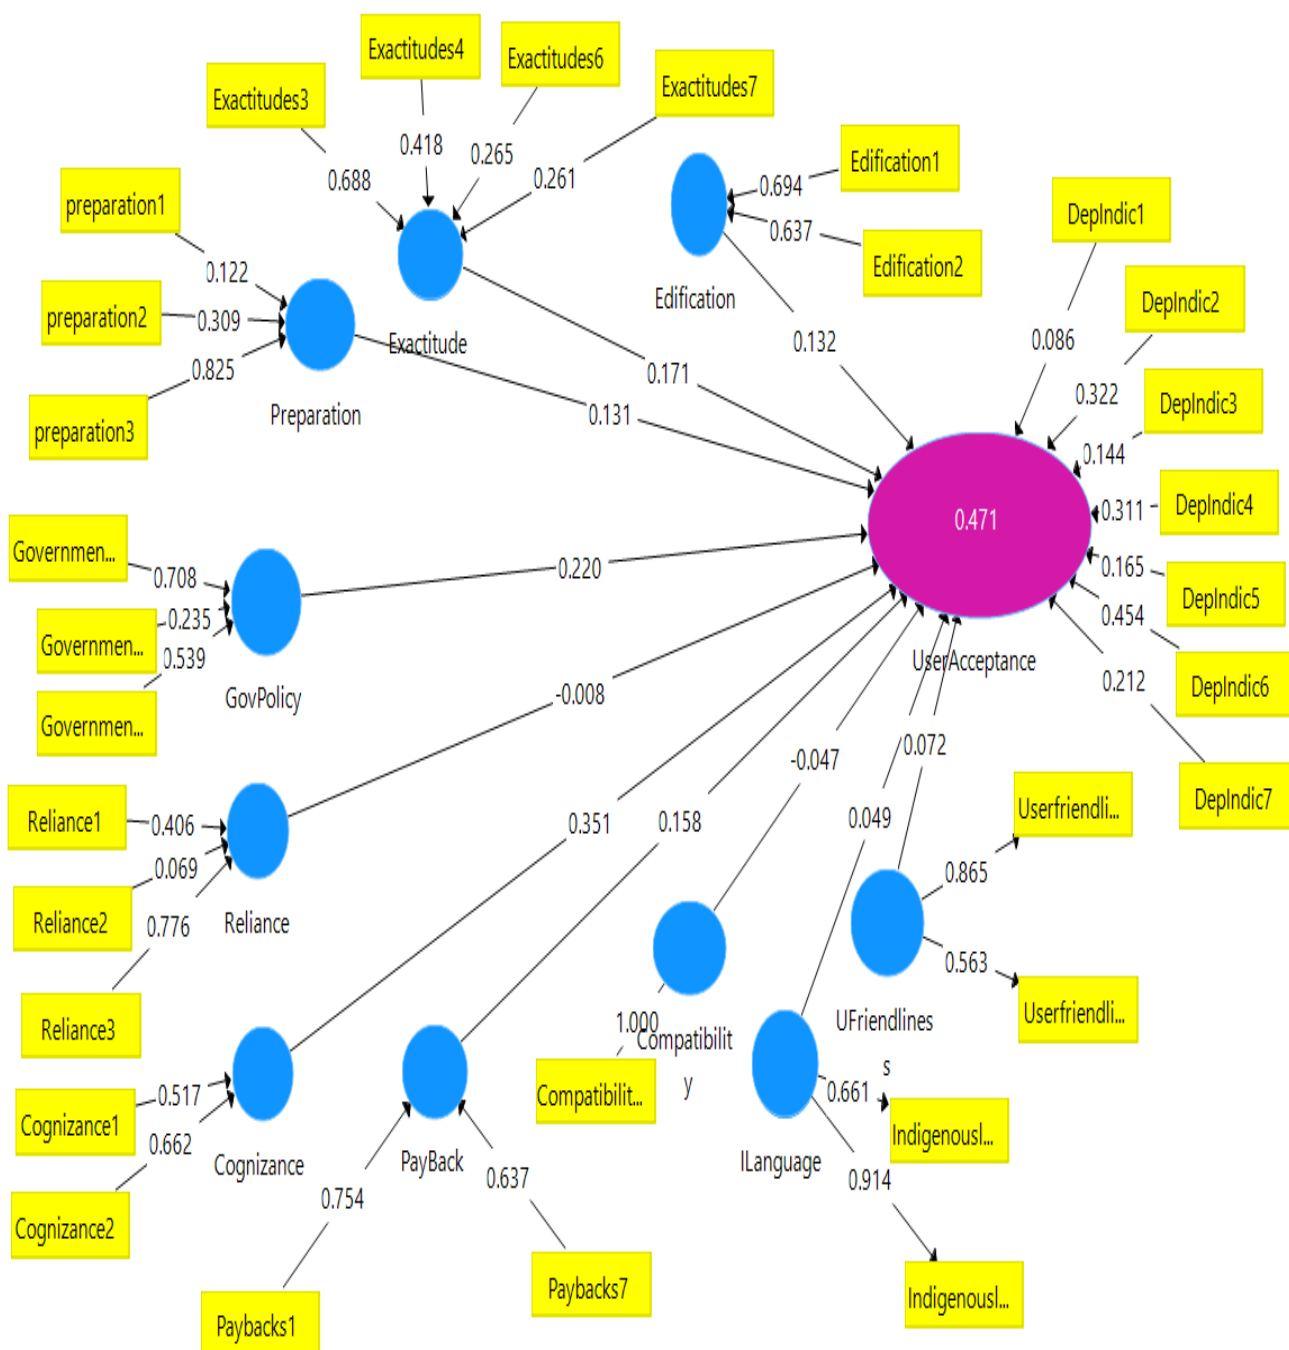 Exactitudes4
Exactitudes6
Exactitudes3
Exactitudes7
0.418
0.265
0.688
0.261
preparation1
0.122
preparation2
0.309
0.825
preparation3
Exactitude
Preparation
Edification1
0.694
0.637
Edification2
Edification
0.132
0.171
0.131
DepIndic1
0.086
DepIndic2
0.322
DepIndic3
0.144
DepIndic4
0.311
0.165
DepIndic5
0.454
DepIndic6
0.212
DepIndic7
0.471
UserAcceptance
Governmen...
0.708
0.235
Governmen...
0.539
Governmen...
GovPolicy
0.220
-0.008
Reliance1
0.406
0.069
Reliance2
0.776
Reliance3
Reliance
0.351
0.158
-0.047
0.049
0.072
Userfriendli...
0.865
0.563
Userfriendli...
UFriendlines
s
1.000
Compatibilit
y
Compatibilit...
Cognizance1
0.517
0.662
Cognizance2
Cognizance
PayBack
0.754
0.637
Paybacks1
Paybacks7
ILanguage
0.661
Indigenousl...
0.914
Indigenousl...